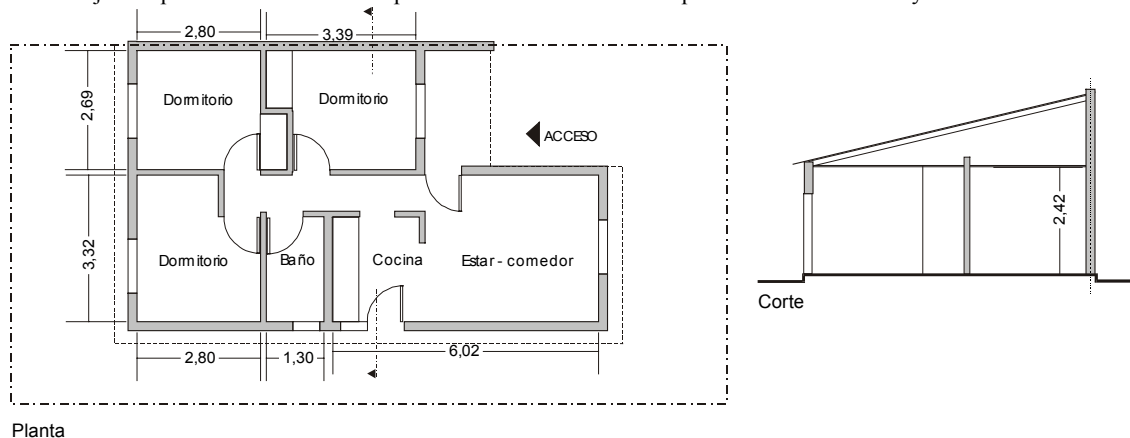 2,80
3,39
2,69
Dormitorio
Dormitorio
ACCESO
3,32
Dormitorio
Baño
Cocina
Estar - comedor
2,80
1,30
6,02
Planta
2,42
Corte